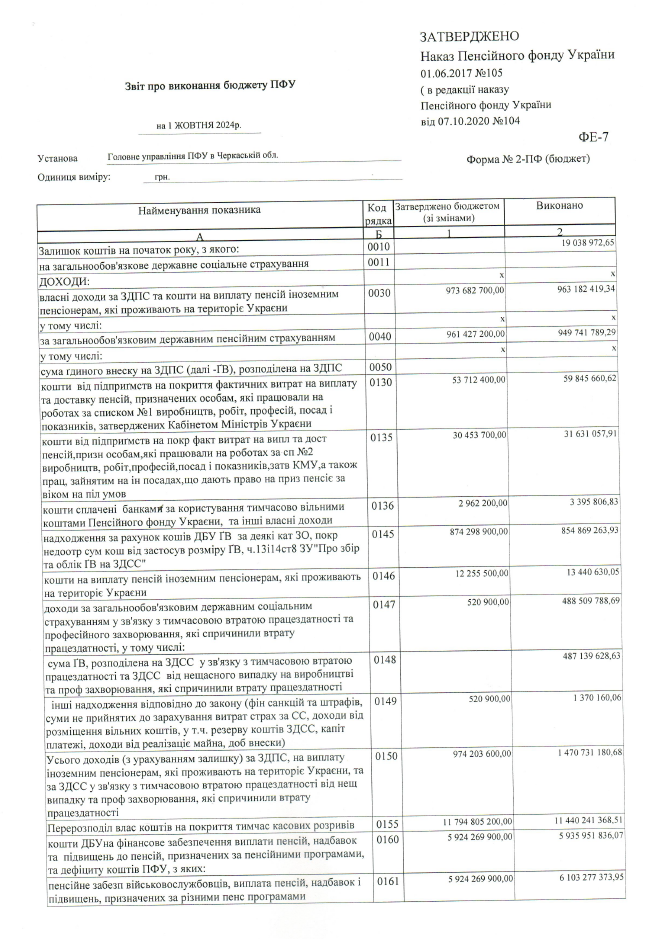 ЗАТВЕРДЖЕНО
Наказ Пенсійного фонду України
01.06.2017 №105
( в редакції наказу
Пенсійного фонду України
від 07.10.2020 №104
ФЕ-7
Звіт про виконання бюджету ПФУ
на 1 ЖОВТНЯ 2024р.
Форма № 2-ПФ (бюджет)
Установа Головне управління ПФУ в Черкаській обл.
Одиниця виміру: грн.
Найменування показника Код рядка Затверджено бюджетом (зі змінами) Виконано
А Б 1 2
Залишок коштів на початок року, з якого: 0010 19 038 972,65
на загальнообов'язкове державне соціальне страхування 0011
ДОХОДИ: х х
власні доходи за ЗДПС та кошти на виплату пенсій іноземним 0030 973 682 700,00 963 182 419,34
пенсіонерам, які проживають на територіє Украєни
у тому числі: х х
за загальнообов'язковим державним пенсійним страхуванням 0040 961 427 200,00 949 741 789,29
у тому числі: х х
сума ґдиного внеску на ЗДПС (далі -ҐВ), розподілена на ЗДПС 0050
кошти від підприґмств на покриття фактичних витрат на виплату 0130 53 712 400,00 59 845 660,62
та доставку пенсій, призначених особам, які працювали на
роботах за списком №1 виробництв, робіт, професій, посад і
показників, затверджених Кабінетом Міністрів Украєни
кошти від підприґмств на покр факт витрат на випл та дост 0135 30 453 700,00 31 631 057,91
пенсій,призн особам,які працювали на роботах за сп №2
виробництв, робіт,професій,посад і показників,затв КМУ,а також
прац, зайнятим на ін посадах,що дають право на приз пенсіє за
віком на піл умов
кошти сплачені банками за користування тимчасово вільними 0136 2 962 200,00 3 395 806,83
коштами Пенсійного фонду Украєни, та інші власні доходи
надходження за рахунок коштів ДБУ ҐВ за деякі кат ЗО, покр 0145 874 298 900,00 854 869 263,93
недоотр сум кош від застосув розміру ҐВ, ч.13і14ст8 ЗУ"Про збір
та облік ҐВ на ЗДСС"
кошти на виплату пенсій іноземним пенсіонерам, які проживають 0146 12 255 500,00 13 440 630,05
на територіє Украєни
доходи за загальнообов'язковим державним соціальним 0147 520 900,00 488 509 788,69
страхуванням у зв'язку з тимчасовою втратою працездатності та
професійного захворювання, які спричинили втрату
працездатності, у тому числі:
сума ҐВ, розподілена на ЗДСС у зв'язку з тимчасовою втратою 0148 487 139 628,63
працездатності та ЗДСС від нещасного випадку на виробництві
та проф захворювання, які спричинили втрату працездатності
інші надходження відповідно до закону (фін санкцій та штрафів, 0149 520 900,00 1 370 160,06
суми не прийнятих до зарахування витрат страх за СС, доходи від
розміщення вільних коштів, у т.ч. резерву коштів ЗДСС, капіт
платежі, доходи від реалізаціє майна, доб внески)
Усього доходів (з урахуванням залишку) за ЗДПС, на виплату 0150 974 203 600,00 1 470 731 180,68
іноземним пенсіонерам, які проживають на територіє Украєни, та
за ЗДСС у зв'язку з тимчасовою втратою працездатності від нещ
випадку та проф захворювання, які спричинили втрату
працездатності
Перерозподіл влас коштів на покриття тимчас касових розривів 0155 11 794 805 200,00 11 440 241 368,51
кошти ДБУна фінансове забезпечення виплати пенсій, надбавок 0160 5 924 269 900,00 5 935 951 836,07
та підвищень до пенсій, призначених за пенсійними програмами,
та дефіциту коштів ПФУ, з яких:
пенсійне забезп військовослужбовців, виплата пенсій, надбавок і 0161 5 924 269 900,00 6 103 277 373,95
підвищень, призначених за різними пенс програмами